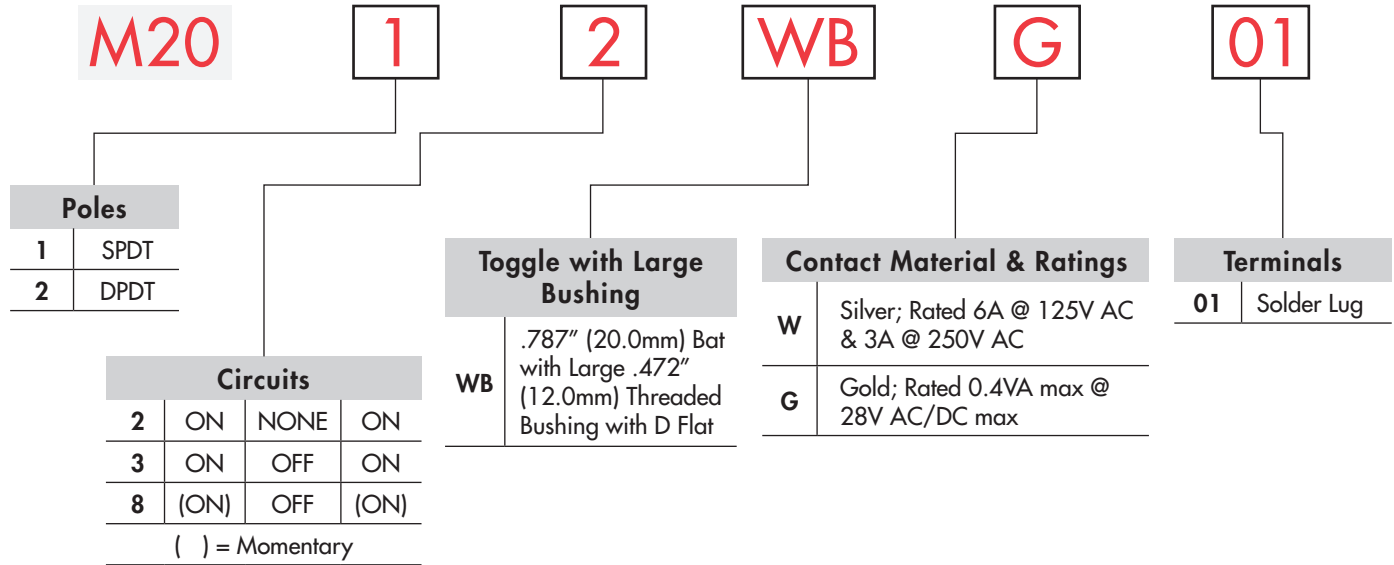 M20 1 2 WB G 01
Poles
1 SPDT
2 DPDT
Circuits
2 ON NONE ON
3 ON OFF ON
8 (ON) OFF (ON)
( ) = Momentary
Toggle with Large
Bushing
WB .787” (20.0mm) Bat
with Large .472”
(12.0mm) Threaded
Bushing with D Flat
Contact Material & Ratings
W Silver; Rated 6A @ 125V AC
& 3A @ 250V AC
G Gold; Rated 0.4VA max @
28V AC/DC max
Terminals
01 Solder Lug